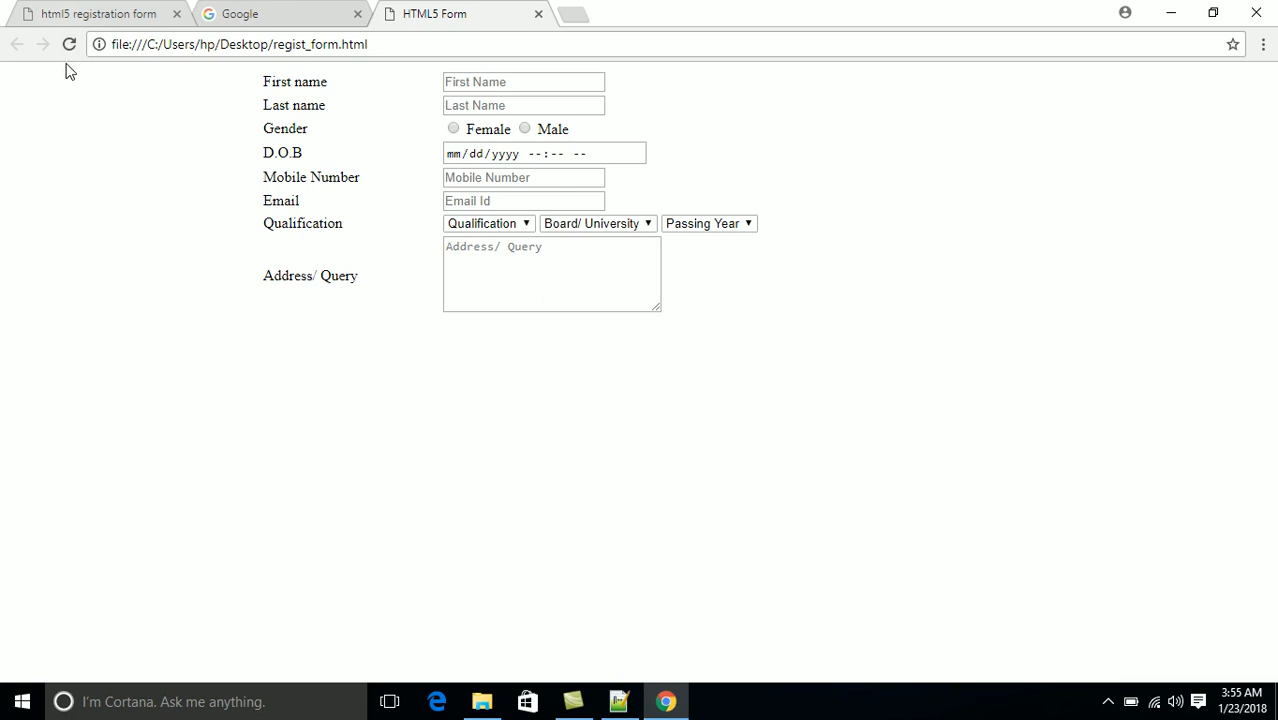 html5 registration form
Google
HTML5 Form
file:///C:/Users/hp/Desktop/regist_form.html
First name First Name
Last name Last Name
Gender Female Male
D.O.B mm/dd/yyyy --:-- --
Mobile Number Mobile Number
Email Email Id
Qualification Qualification Board/ University Passing Year
Address/ Query Address/ Query
I'm Cortana. Ask me anything.
3:55 AM
1/23/2018